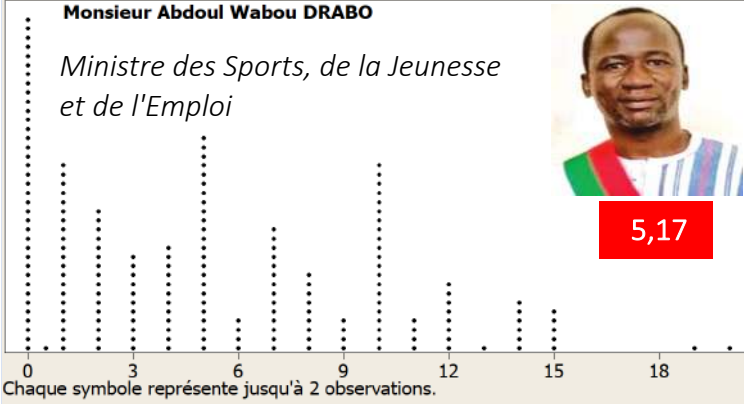 Monsieur Abdoul Wabou DRABO
Ministre des Sports, de la Jeunesse
et de l'Emploi
5,17
0 3 6 9 12 15 18
Chaque symbole représente jusqu'à 2 observations.